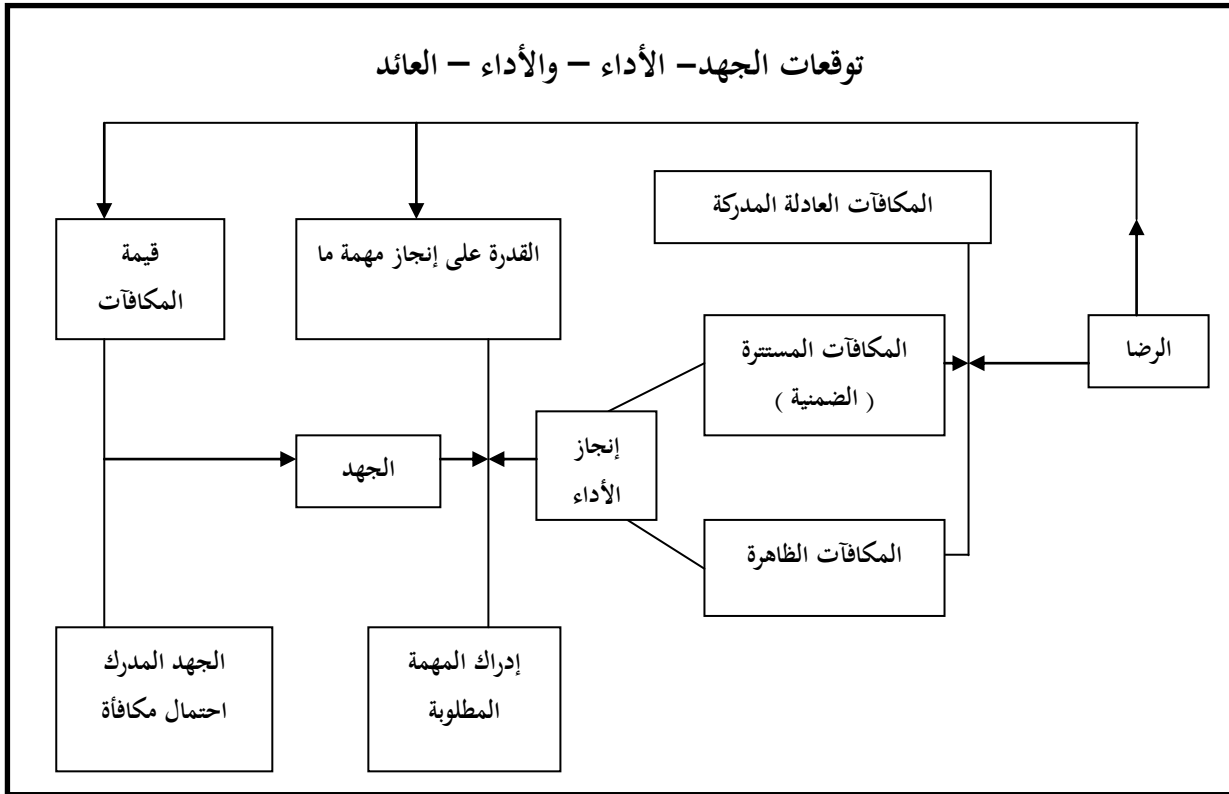 توقعات الجهد– الأداء – والأداء – العائد
المكافآت العادلة المدركة
القدرة على إنجاز مهمة ما
قيمة
المكافآت
الرضا
المكافآت المستترة
( الضمنية )
إنجاز
الأداء
الجهد
المكافآت الظاهرة
إدراك المهمة
المطلوبة
الجهد المدرك
احتمال مكافأة